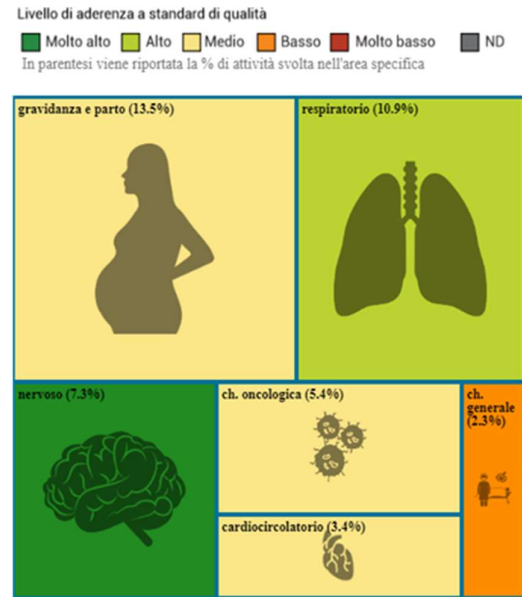 Livello di aderenza a standard di qualità
Molto alto Alto Medio Basso Molto basso ND
In parentesi viene riportata la % di attività svolta nell'area specifica
gravidanza e parto (13.5%)
respiratorio (10.9%)
nervoso (7.3%)
ch. oncologica (5.4%)
ch.
generale
(2.3%)
cardiocircolatorio (3.4%)